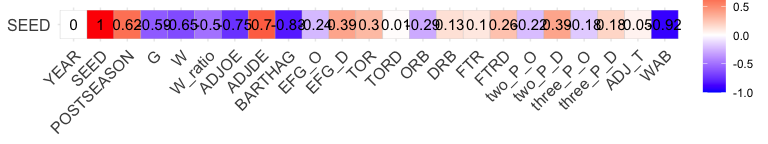 SEED 0 1 0.62 -0.59 -0.65 -0.5 -0.75 0.7 -0.82 -0.24 0.39 0.3 0.01 -0.29 0.13 0.1 0.26 -0.22 0.39 -0.18 0.18 0.05 -0.92
YEAR SEED POSTSEASON G W W_ratio ADJOE ADJDE BARTHAG EFG_O EFG_D TOR TORD ORB DRB FTR FTRD two_P_O two_P_D three_P_O three_P_D ADJ_T WAB
0.5
0.0
-0.5
-1.0